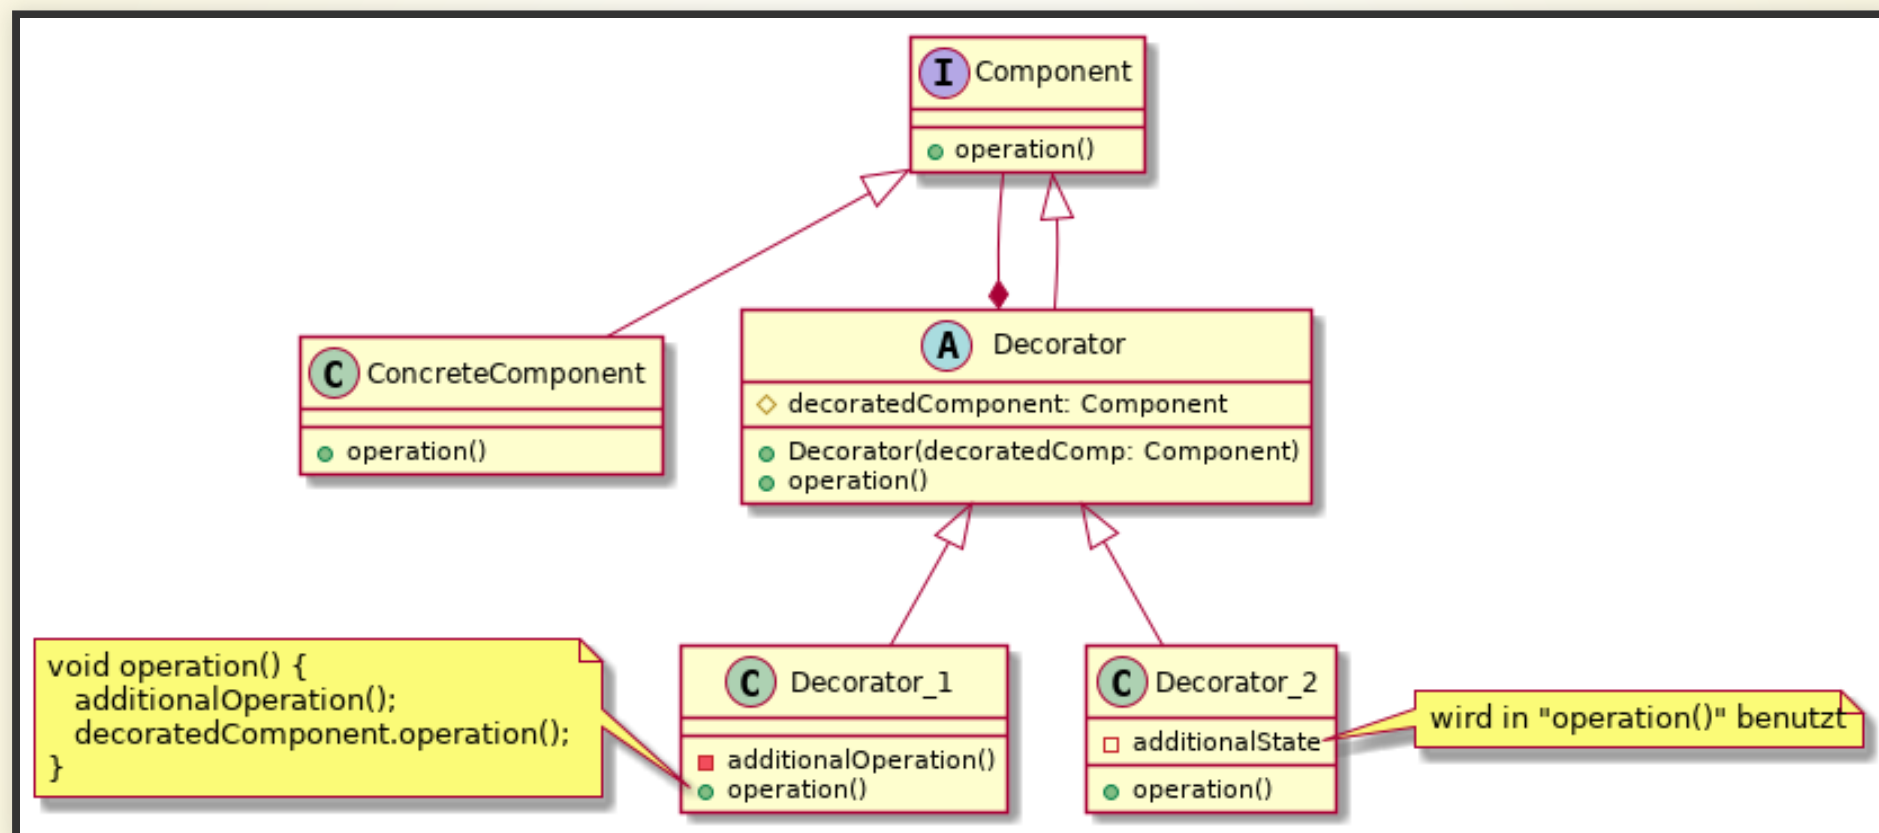 I Component
operation()
C ConcreteComponent
operation()
A Decorator
decoratedComponent: Component
Decorator(decoratedComp: Component)
operation()
void operation() {
additionalOperation();
decoratedComponent.operation();
}
C Decorator_1
additionalOperation()
operation()
C Decorator_2
additionalState
operation()
wird in "operation()" benutzt